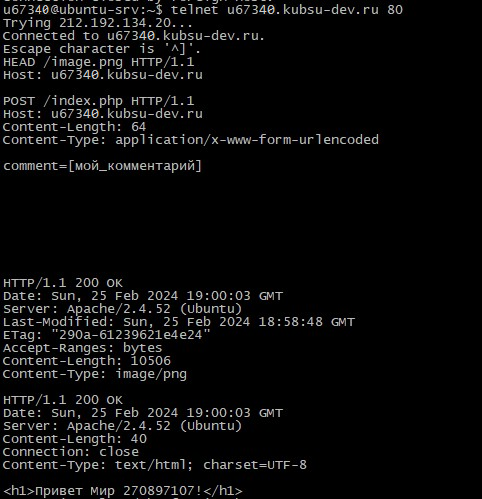 u67340@ubuntu-srv:~$ telnet u67340.kubsu-dev.ru 80
Trying 212.192.134.20...
Connected to u67340.kubsu-dev.ru.
Escape character is '^]'.
HEAD /image.png HTTP/1.1
Host: u67340.kubsu-dev.ru

POST /index.php HTTP/1.1
Host: u67340.kubsu-dev.ru
Content-Length: 64
Content-Type: application/x-www-form-urlencoded

comment=[мой_комментарий]

HTTP/1.1 200 OK
Date: Sun, 25 Feb 2024 19:00:03 GMT
Server: Apache/2.4.52 (Ubuntu)
Last-Modified: Sun, 25 Feb 2024 18:58:48 GMT
ETag: "290a-61239621e4e24"
Accept-Ranges: bytes
Content-Length: 10506
Content-Type: image/png

HTTP/1.1 200 OK
Date: Sun, 25 Feb 2024 19:00:03 GMT
Server: Apache/2.4.52 (Ubuntu)
Content-Length: 40
Connection: close
Content-Type: text/html; charset=UTF-8

<h1>Привет Мир 270897107!</h1>